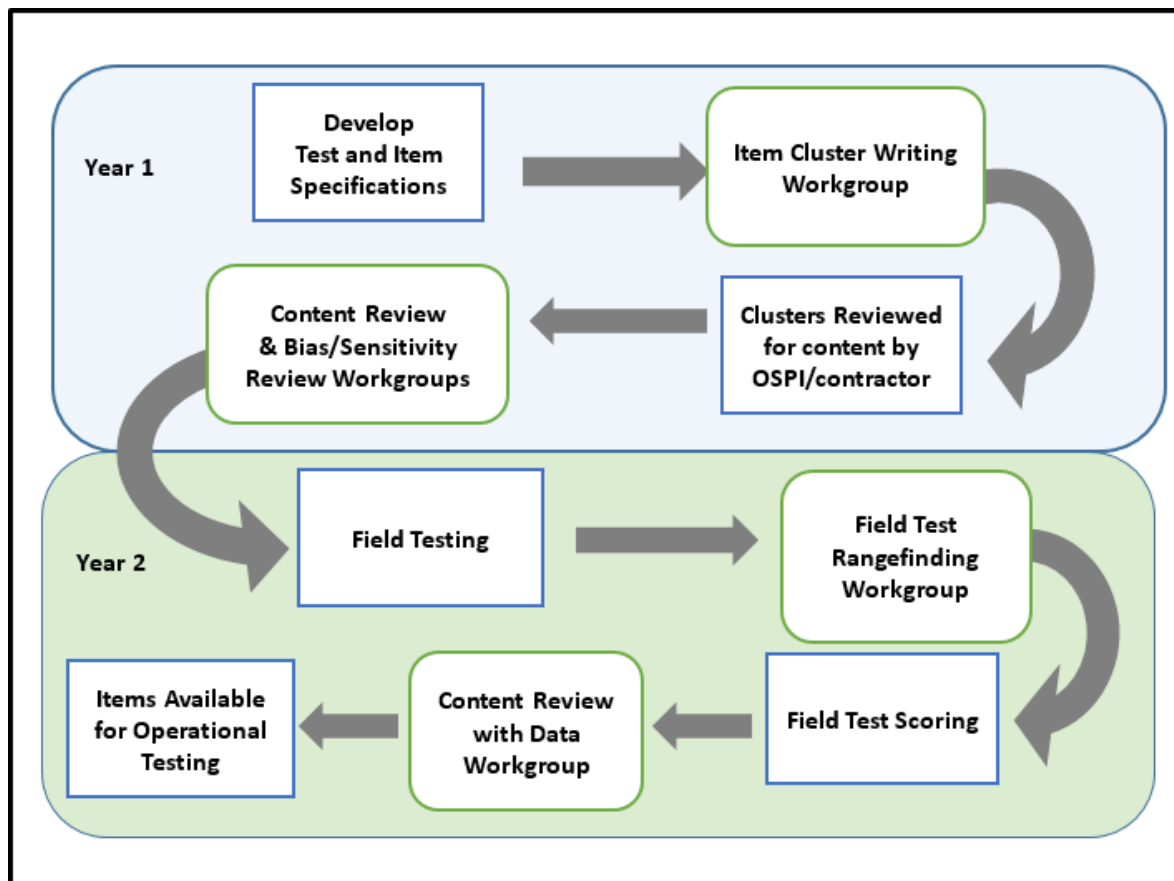 Year 1
Develop
Test and Item
Specifications
Item Cluster Writing
Workgroup
Clusters Reviewed
for content by
OSPI/contractor
Content Review
& Bias/Sensitivity
Review Workgroups
Year 2
Field Testing
Field Test
Rangefinding
Workgroup
Field Test Scoring
Content Review
with Data
Workgroup
Items Available
for Operational
Testing